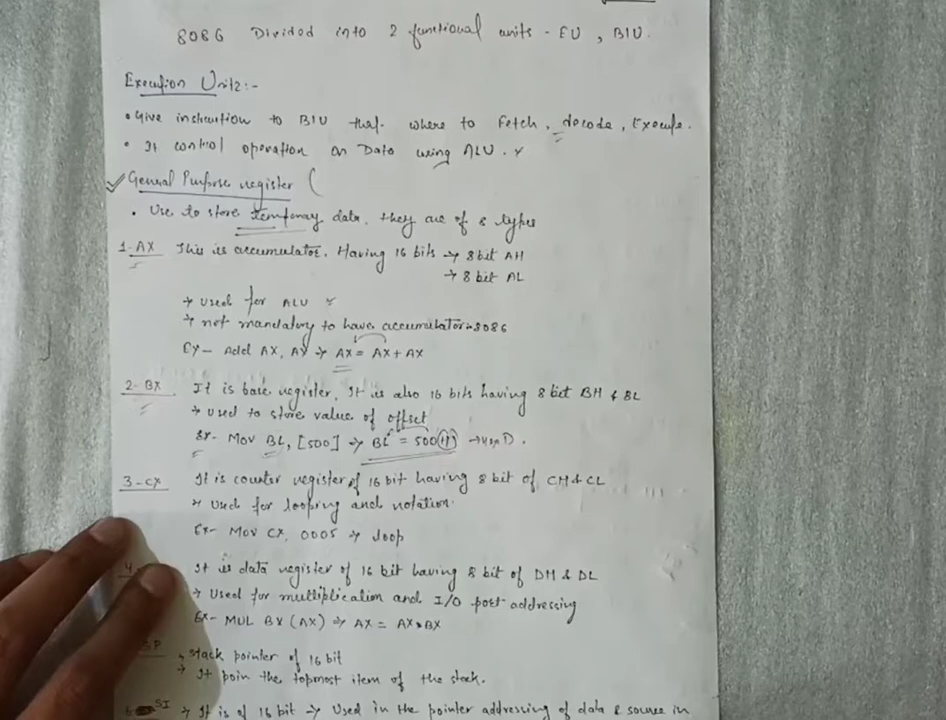 8086 Divided into 2 functional units - EU, BIU.
Execution Unit:-
• Give instruction to BIU that where to Fetch, decode, Execute.
• It control operation on Data using ALU.
General Purpose register (
• Use to store temporary data, they are of 8 types
1- AX This is accumulator. Having 16 bits → 8 bit AH
→ 8 bit AL
→ used for ALU
→ not mandatory to have accumulator in 8086
Ex- Add AX, AX → AX = AX + AX
2- BX It is base register, It is also 16 bits having 8 bit BH & BL
→ used to store value of offset
Ex- Mov BL, [500] → BL = 500(H) → D.
3- CX It is counter register of 16 bit having 8 bit of CH & CL
→ Used for looping and rotation.
Ex- Mov CX, 0005 → loop
4 It is data register of 16 bit having 8 bit of DH & DL
→ Used for multiplication and I/O port addressing
Ex- MUL BX (AX) → AX = AX * BX
SP → stack pointer of 16 bit
→ It poin the topmost item of the stack.
SI → It is of 16 bit → Used in the pointer addressing of data & source in